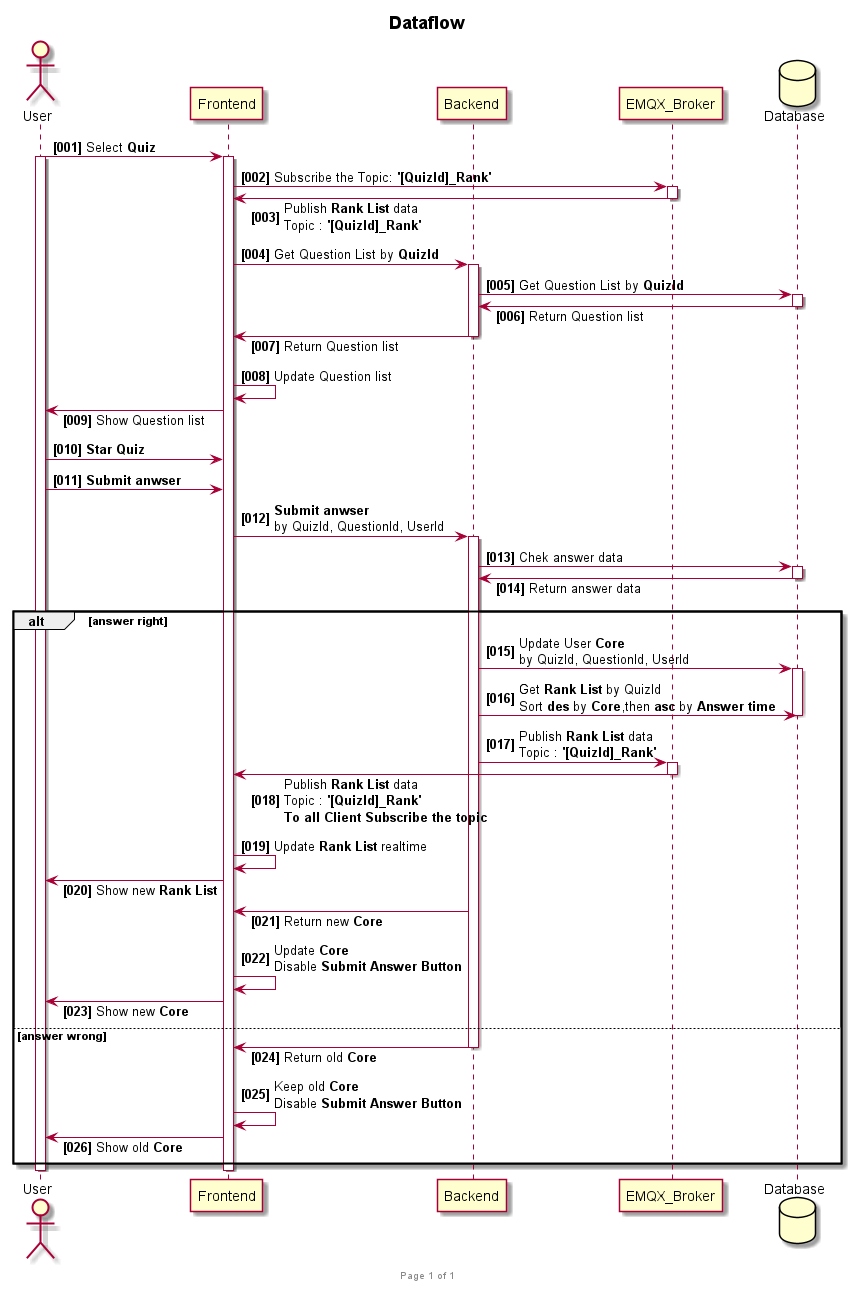 Dataflow
User
Frontend
Backend
EMQX_Broker
Database
[001] Select Quiz
[002] Subscribe the Topic: '[QuizId]_Rank'
[003] Publish Rank List data
Topic : '[QuizId]_Rank'
[004] Get Question List by QuizId
[005] Get Question List by QuizId
[006] Return Question list
[007] Return Question list
[008] Update Question list
[009] Show Question list
[010] Star Quiz
[011] Submit anwser
[012] Submit anwser
by QuizId, QuestionId, UserId
[013] Chek answer data
[014] Return answer data
alt [answer right]
[015] Update User Core
by QuizId, QuestionId, UserId
[016] Get Rank List by QuizId
Sort des by Core,then asc by Answer time
[017] Publish Rank List data
Topic : '[QuizId]_Rank'
[018] Publish Rank List data
Topic : '[QuizId]_Rank'
To all Client Subscribe the topic
[019] Update Rank List realtime
[020] Show new Rank List
[021] Return new Core
[022] Update Core
Disable Submit Answer Button
[023] Show new Core
[answer wrong]
[024] Return old Core
[025] Keep old Core
Disable Submit Answer Button
[026] Show old Core
User
Frontend
Backend
EMQX_Broker
Database
Page 1 of 1